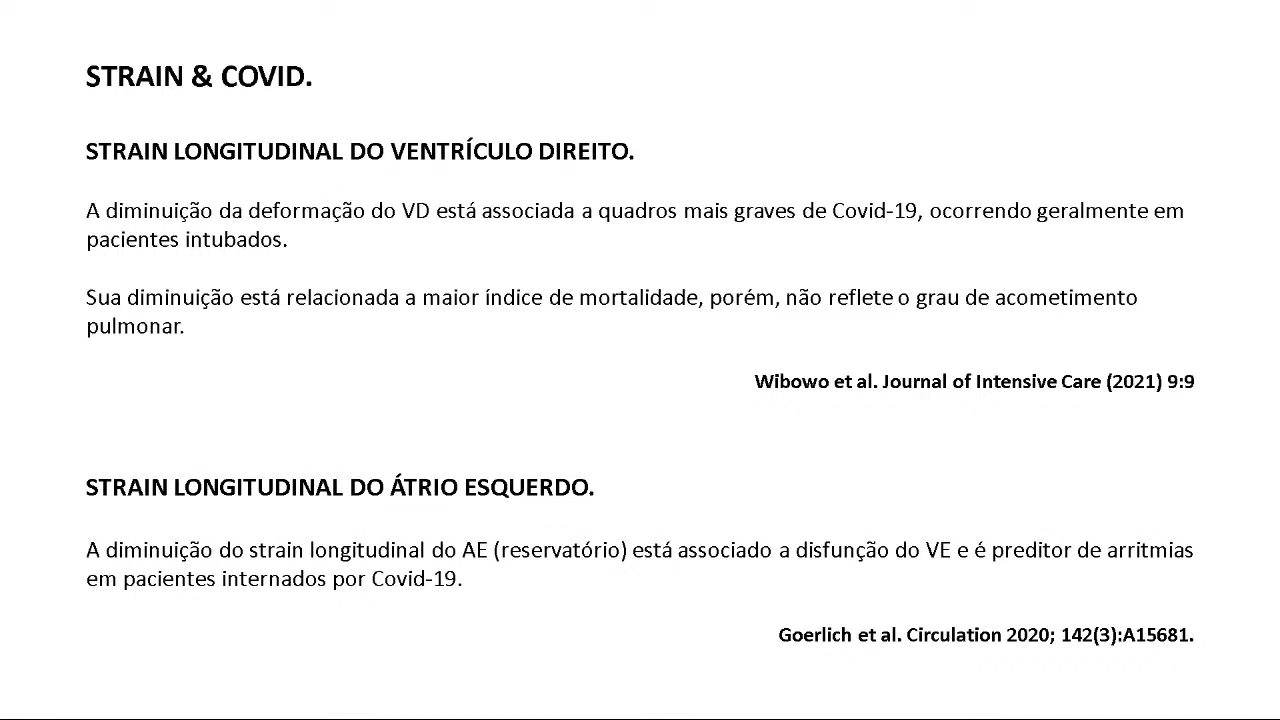 STRAIN & COVID.
STRAIN LONGITUDINAL DO VENTRÍCULO DIREITO.
A diminuição da deformação do VD está associada a quadros mais graves de Covid-19, ocorrendo geralmente em
pacientes intubados.
Sua diminuição está relacionada a maior índice de mortalidade, porém, não reflete o grau de acometimento
pulmonar.
Wibowo et al. Journal of Intensive Care (2021) 9:9
STRAIN LONGITUDINAL DO ÁTRIO ESQUERDO.
A diminuição do strain longitudinal do AE (reservatório) está associado a disfunção do VE e é preditor de arritmias
em pacientes internados por Covid-19.
Goerlich et al. Circulation 2020; 142(3):A15681.